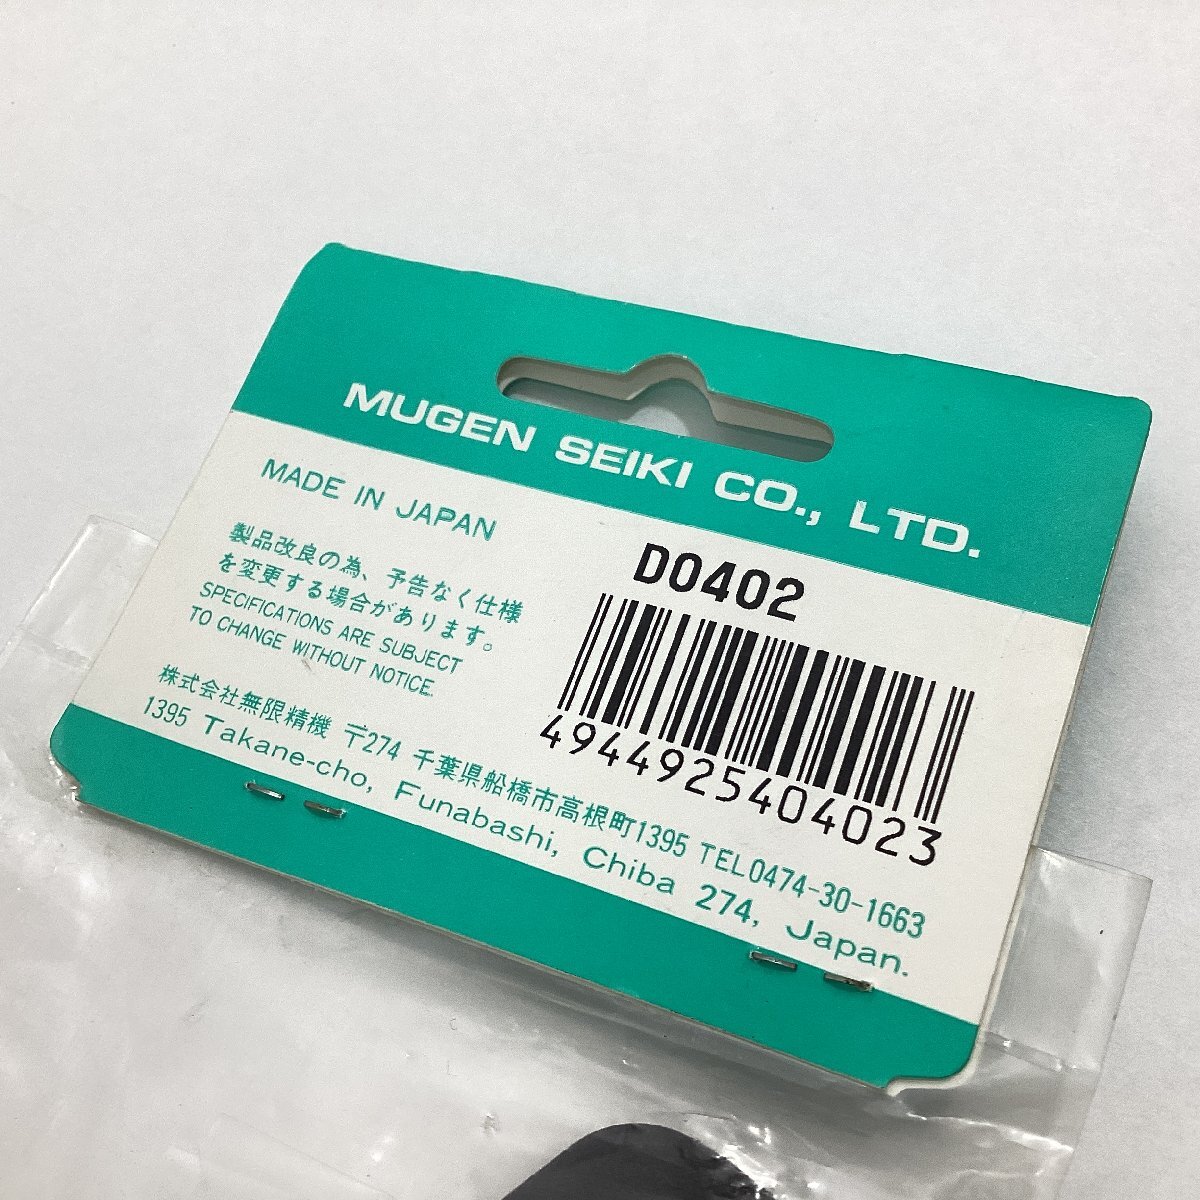 MUGEN SEIKI CO., LTD.
MADE IN JAPAN
製品改良の為、予告なく仕様
を変更する場合があります。
SPECIFICATIONS ARE SUBJECT
TO CHANGE WITHOUT NOTICE.
D0402
4944925404023
株式会社無限精機 〒274 千葉県船橋市高根町1395 TEL0474-30-1663
1395 Takane-cho, Funabashi, Chiba 274, Japan.